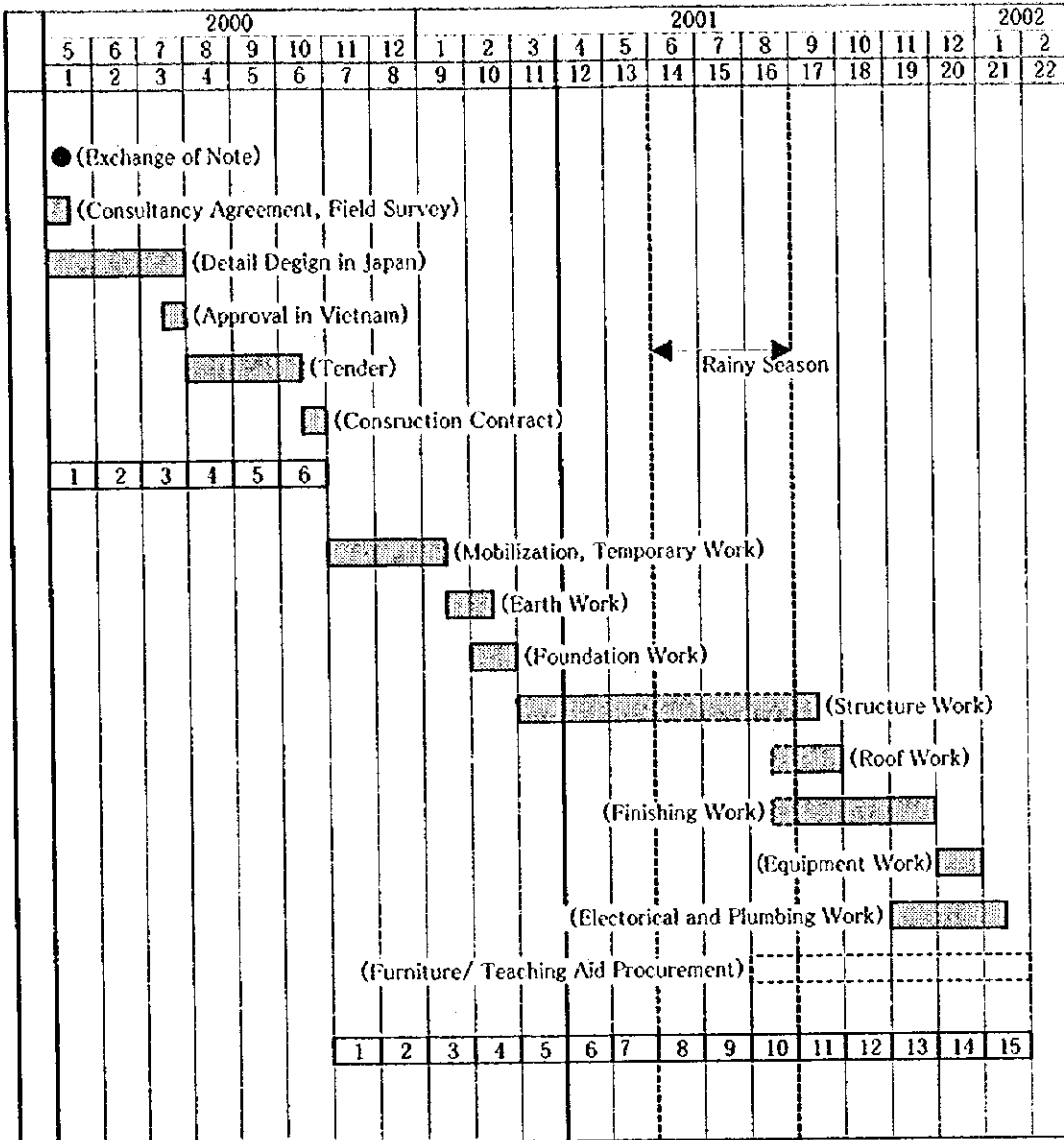 2000 2001 2002
5 6 7 8 9 10 11 12 1 2 3 4 5 6 7 8 9 10 11 12 1 2
1 2 3 4 5 6 7 8 9 10 11 12 13 14 15 16 17 18 19 20 21 22
(Exchange of Note)
(Consultancy Agreement, Field Survey)
(Detail Degign in Japan)
(Approval in Vietnam)
Rainy Season
(Tender)
(Consruction Contract)
1 2 3 4 5 6
(Mobilization, Temporary Work)
(Earth Work)
(Foundation Work)
(Structure Work)
(Roof Work)
(Finishing Work)
(Equipment Work)
(Electorical and Plumbing Work)
(Furniture/ Teaching Aid Procurement)
1 2 3 4 5 6 7 8 9 10 11 12 13 14 15